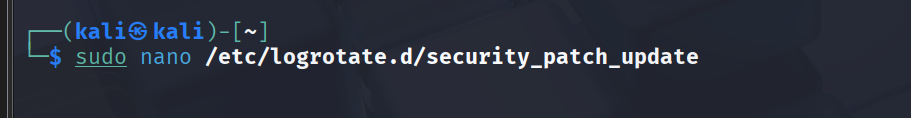 ┌──(kali㉿kali)-[~]
└─$ sudo nano /etc/logrotate.d/security_patch_update